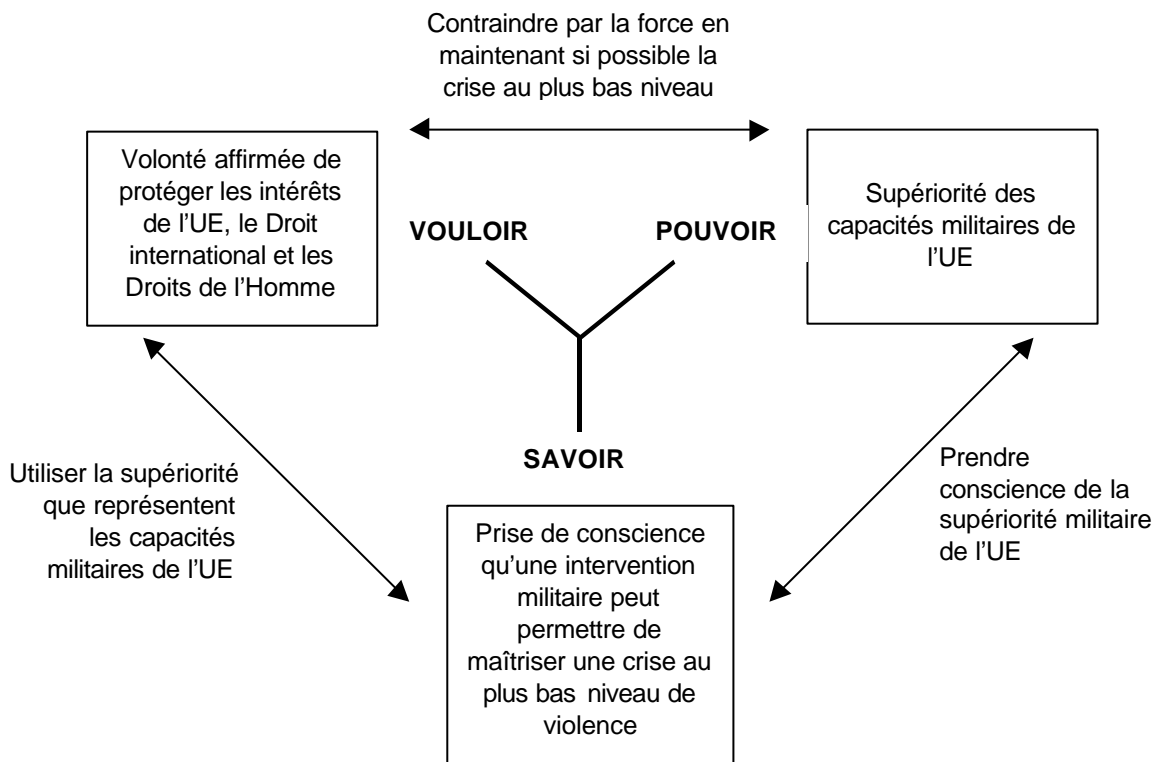 Contraindre par la force en
maintenant si possible la
crise au plus bas niveau
Volonté affirmée de
protéger les intérêts
de l'UE, le Droit
international et les
Droits de l'Homme
VOULOIR
POUVOIR
Supériorité des
capacités militaires de
l'UE
SAVOIR
Utiliser la supériorité
que représentent
les capacités
militaires de l'UE
Prise de conscience
qu'une intervention
militaire peut
permettre de
maîtriser une crise au
plus bas niveau de
violence
Prendre
conscience de la
supériorité militaire
de l'UE